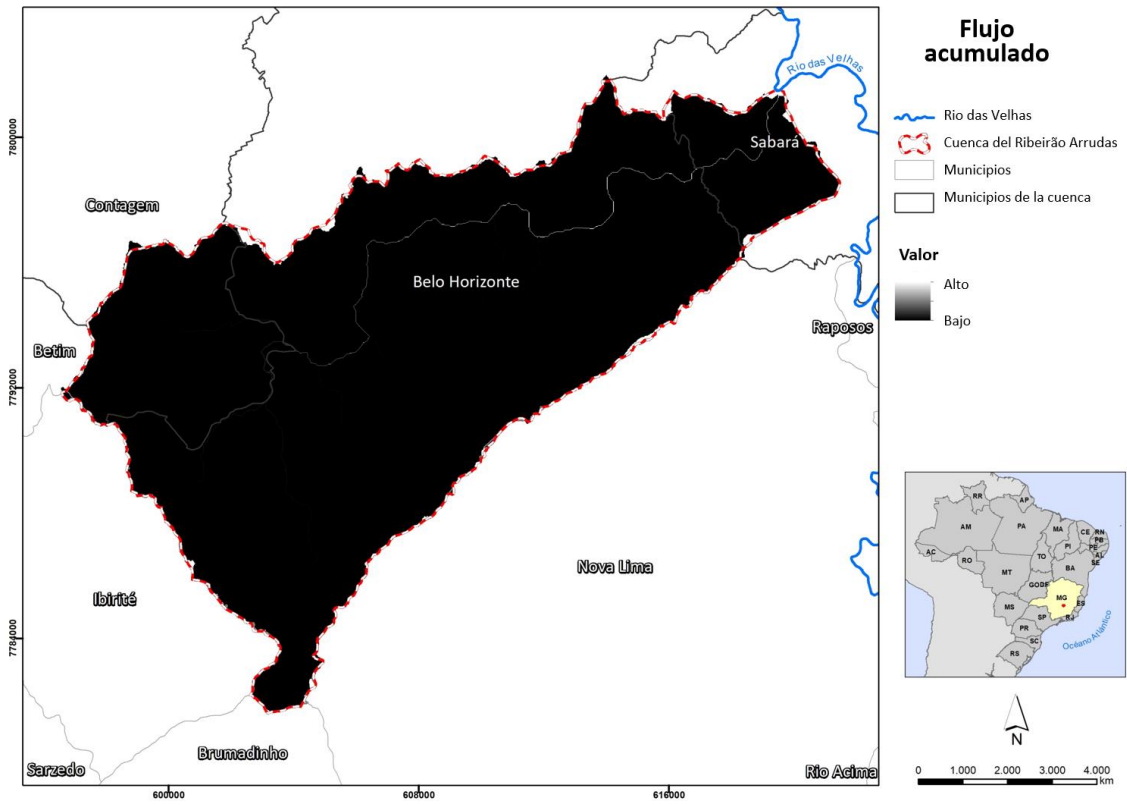 Flujo
acumulado
Rio das Velhas
Cuenca del Ribeirão Arrudas
Municipios
Municipios de la cuenca
Valor
Alto
Bajo
Rio das Velhas
Sabará
Contagem
Belo Horizonte
Raposos
Betim
Nova Lima
Ibirité
Brumadinho
Sarzedo
Rio Acima
7800000
7792000
7784000
600000
608000
616000
RR
AP
AM
PA
MA
CE
RN
PB
PE
AL
SE
PI
AC
RO
TO
BA
MT
GO
DF
MG
ES
MS
SP
RJ
PR
SC
RS
Océano Atlántico
N
0 1.000 2.000 3.000 4.000
km